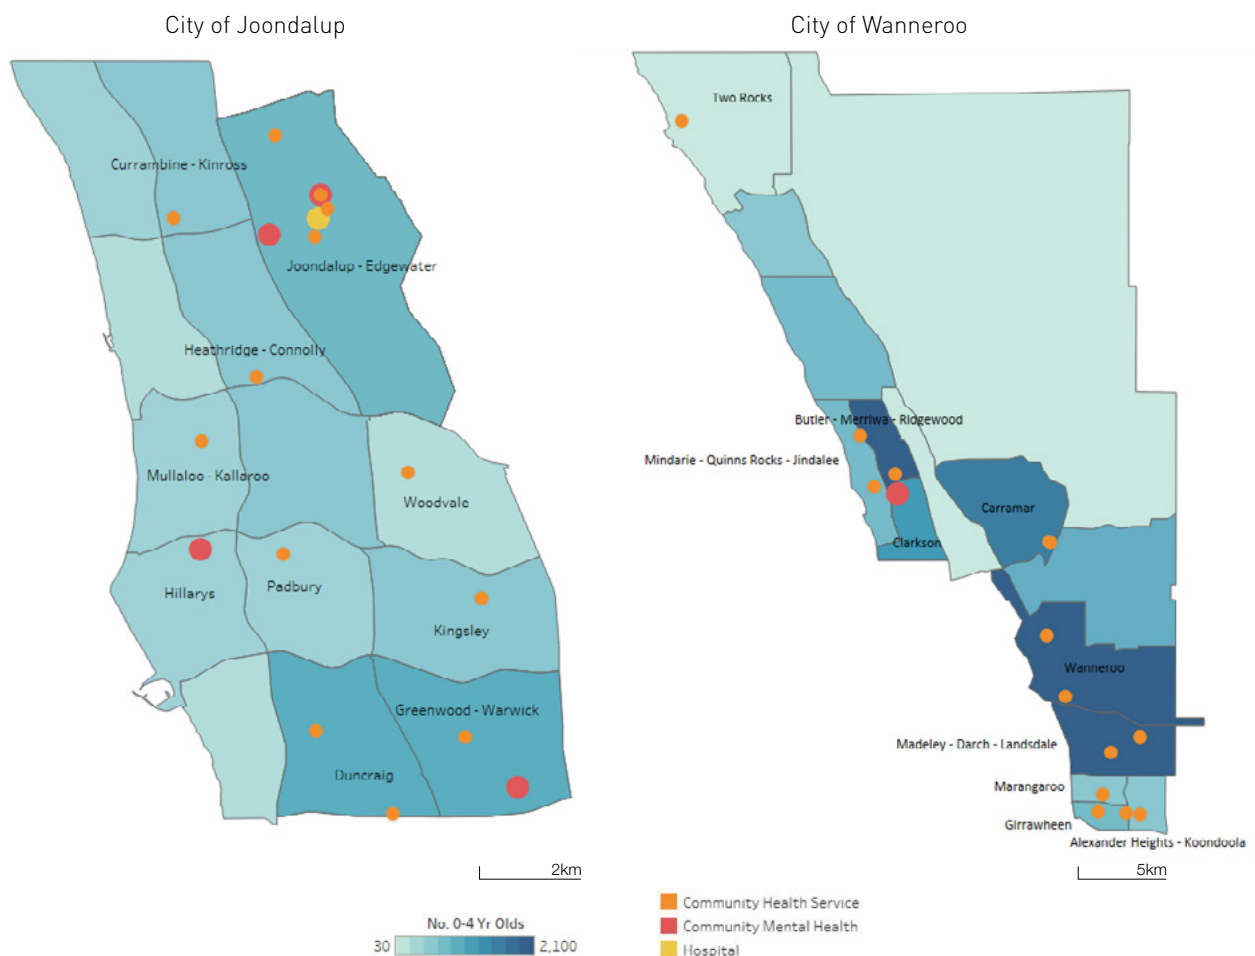 City of Joondalup
City of Wanneroo
Two Rocks
Currambine - Kinross
Joondalup - Edgewater
Heathridge - Connolly
Butler - Merriwa - Ridgewood
Mindarie - Quinns Rocks - Jindalee
Mullaloo - Kallaroo
Woodvale
Carramar
Clarkson
Hillarys
Padbury
Kingsley
Wanneroo
Greenwood - Warwick
Madeley - Darch - Landsdale
Duncraig
Marangaroo
Girrawheen
Alexander Heights - Koondoola
2km
5km
No. 0-4 Yr Olds
30
2,100
Community Health Service
Community Mental Health
Hospital